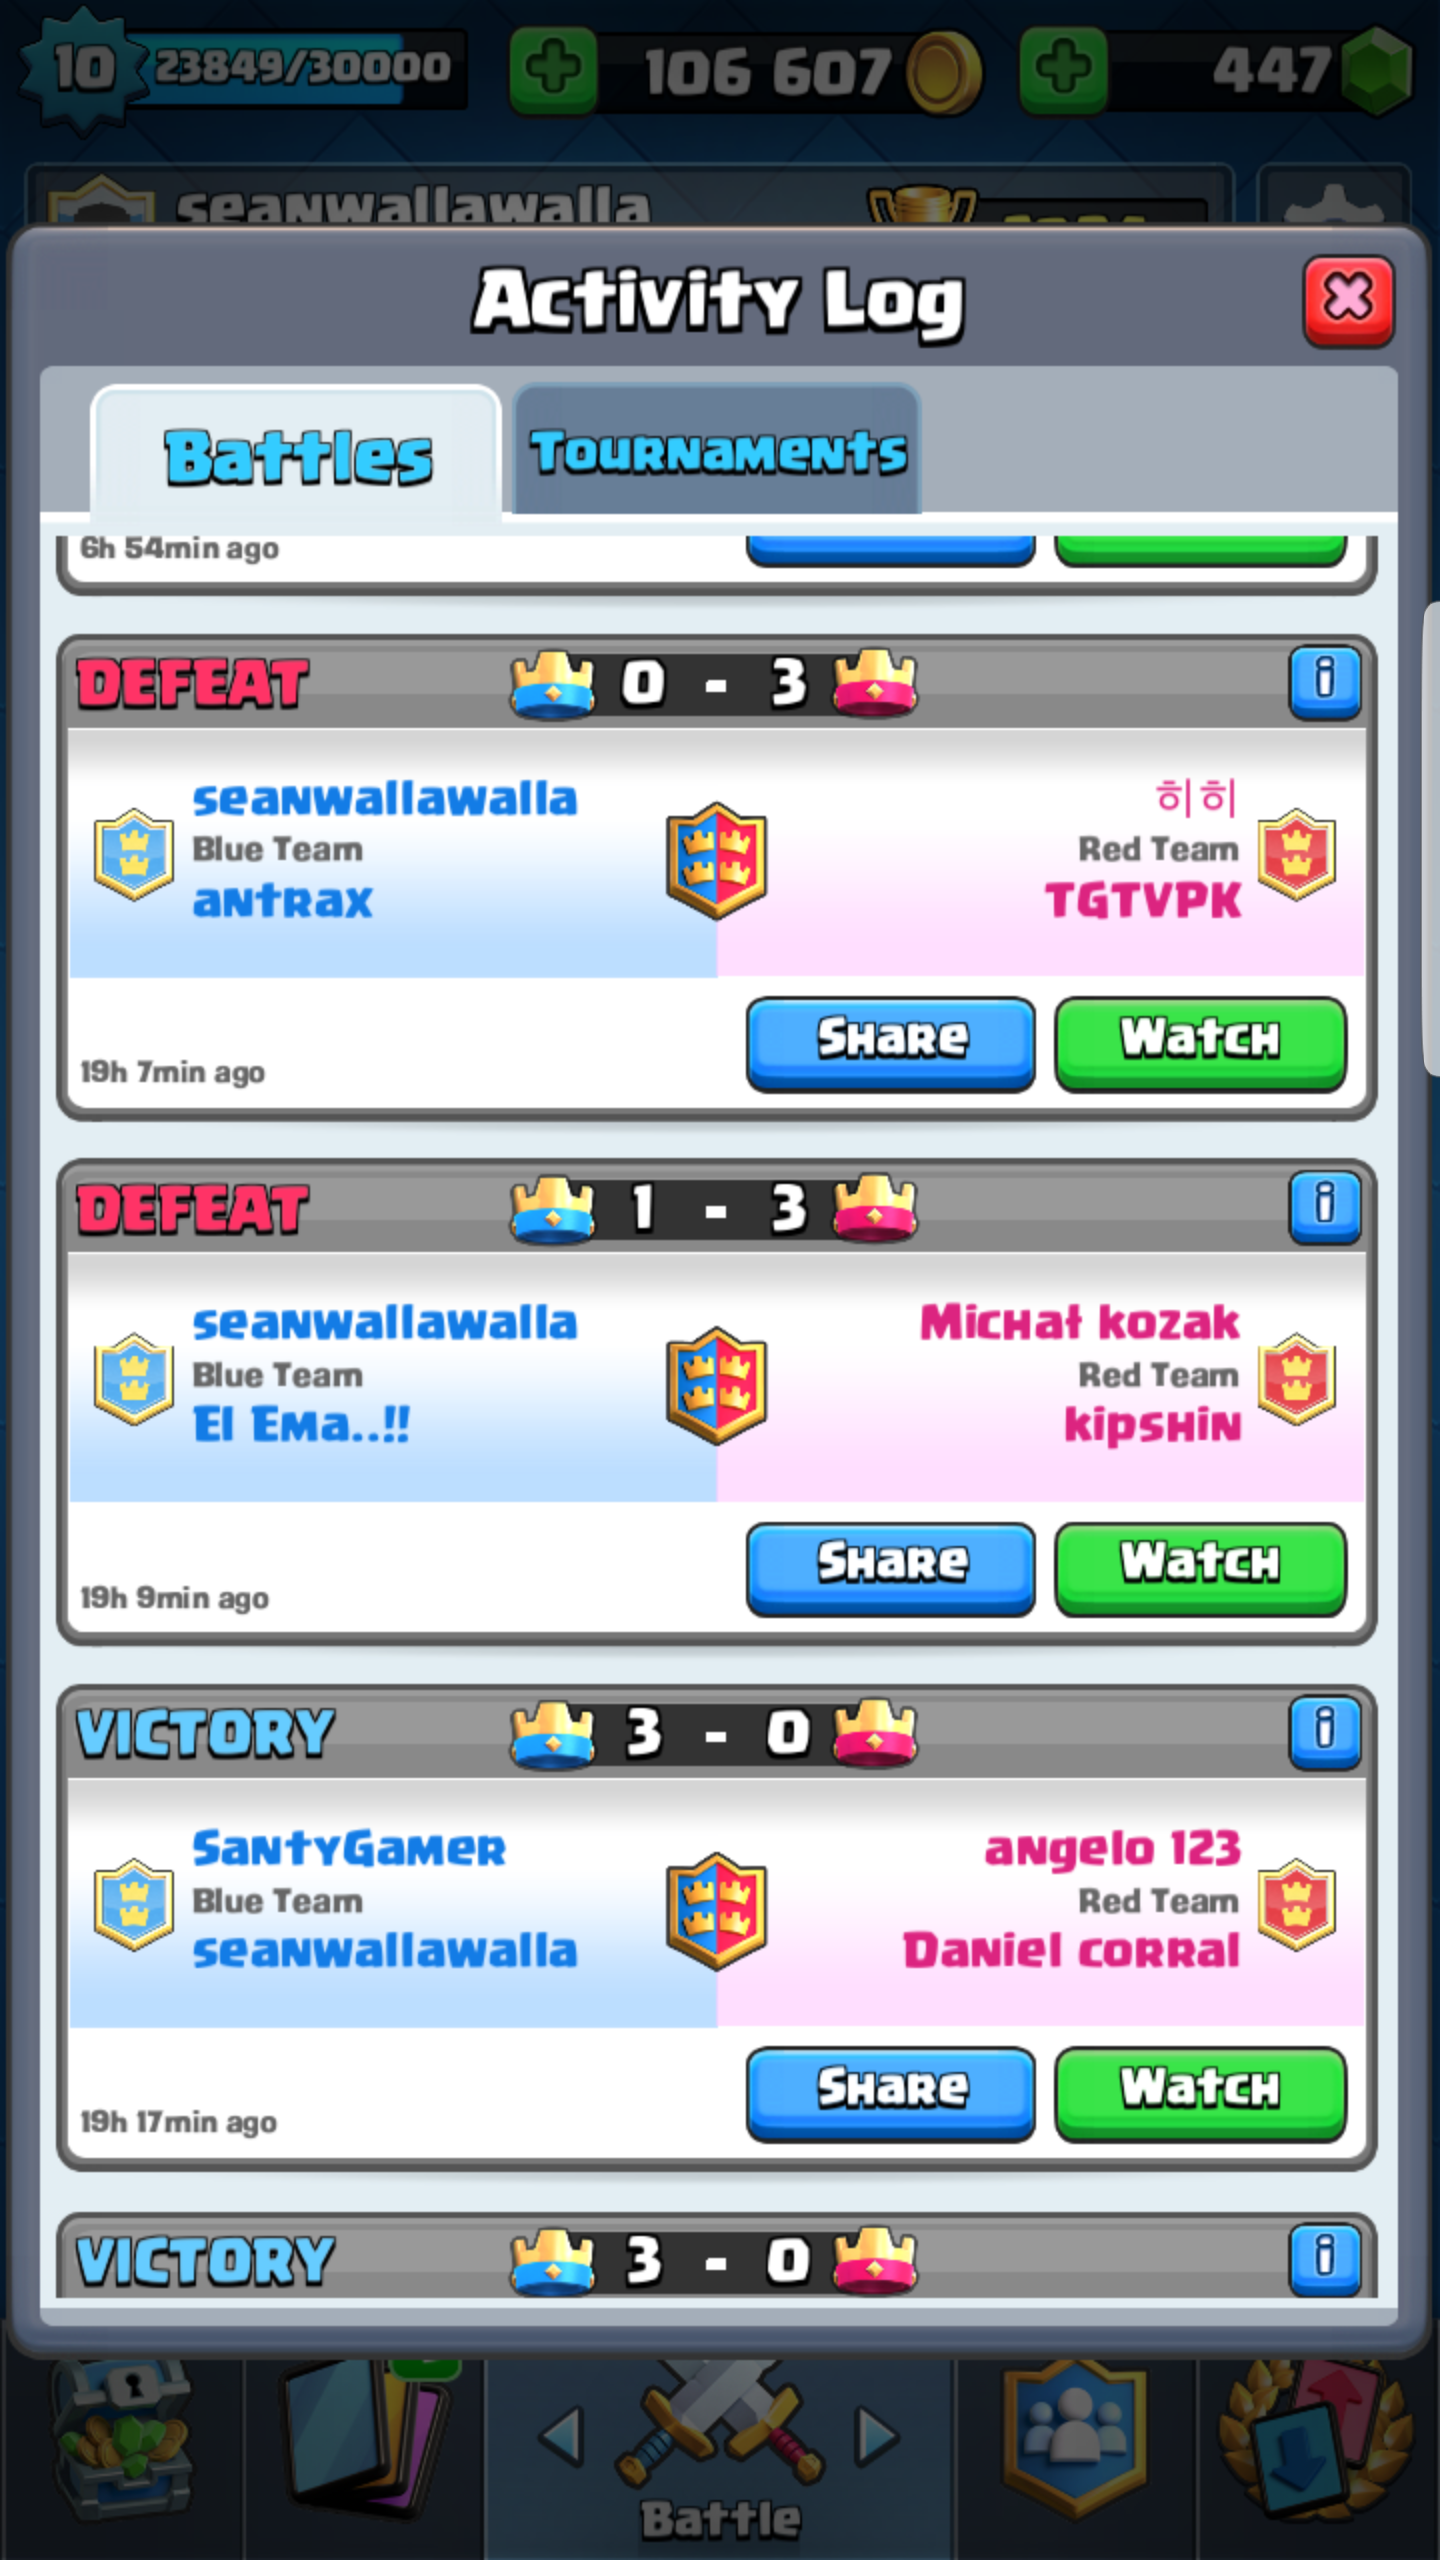 10 23849/30000 106 607 447
seanwallawalla
Activity Log
Battles Tournaments
6h 54min ago
DEFEAT 0 - 3 i
seanwallawalla 히히
Blue Team Red Team
antrax TGTVPK
Share Watch
19h 7min ago
DEFEAT 1 - 3 i
seanwallawalla Michał kozak
Blue Team Red Team
El Ema..!! kipshin
Share Watch
19h 9min ago
VICTORY 3 - 0 i
SantyGamer angelo 123
Blue Team Red Team
seanwallawalla Daniel corral
Share Watch
19h 17min ago
VICTORY 3 - 0 i
Battle